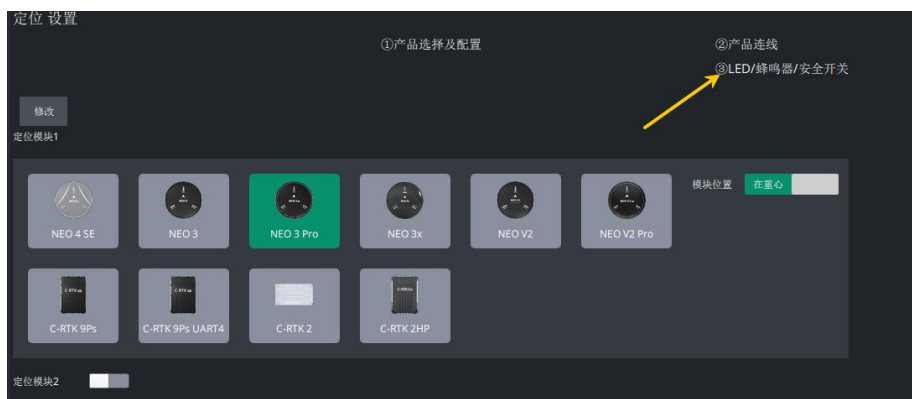 定位 设置
①产品选择及配置
②产品连线
③LED/蜂鸣器/安全开关
修改
定位模块1
NEO 4 SE
NEO 3
NEO 3 Pro
NEO 3x
NEO V2
NEO V2 Pro
模块位置 在重心
C-RTK 9Ps
C-RTK 9Ps UART4
C-RTK 2
C-RTK 2HP
定位模块2